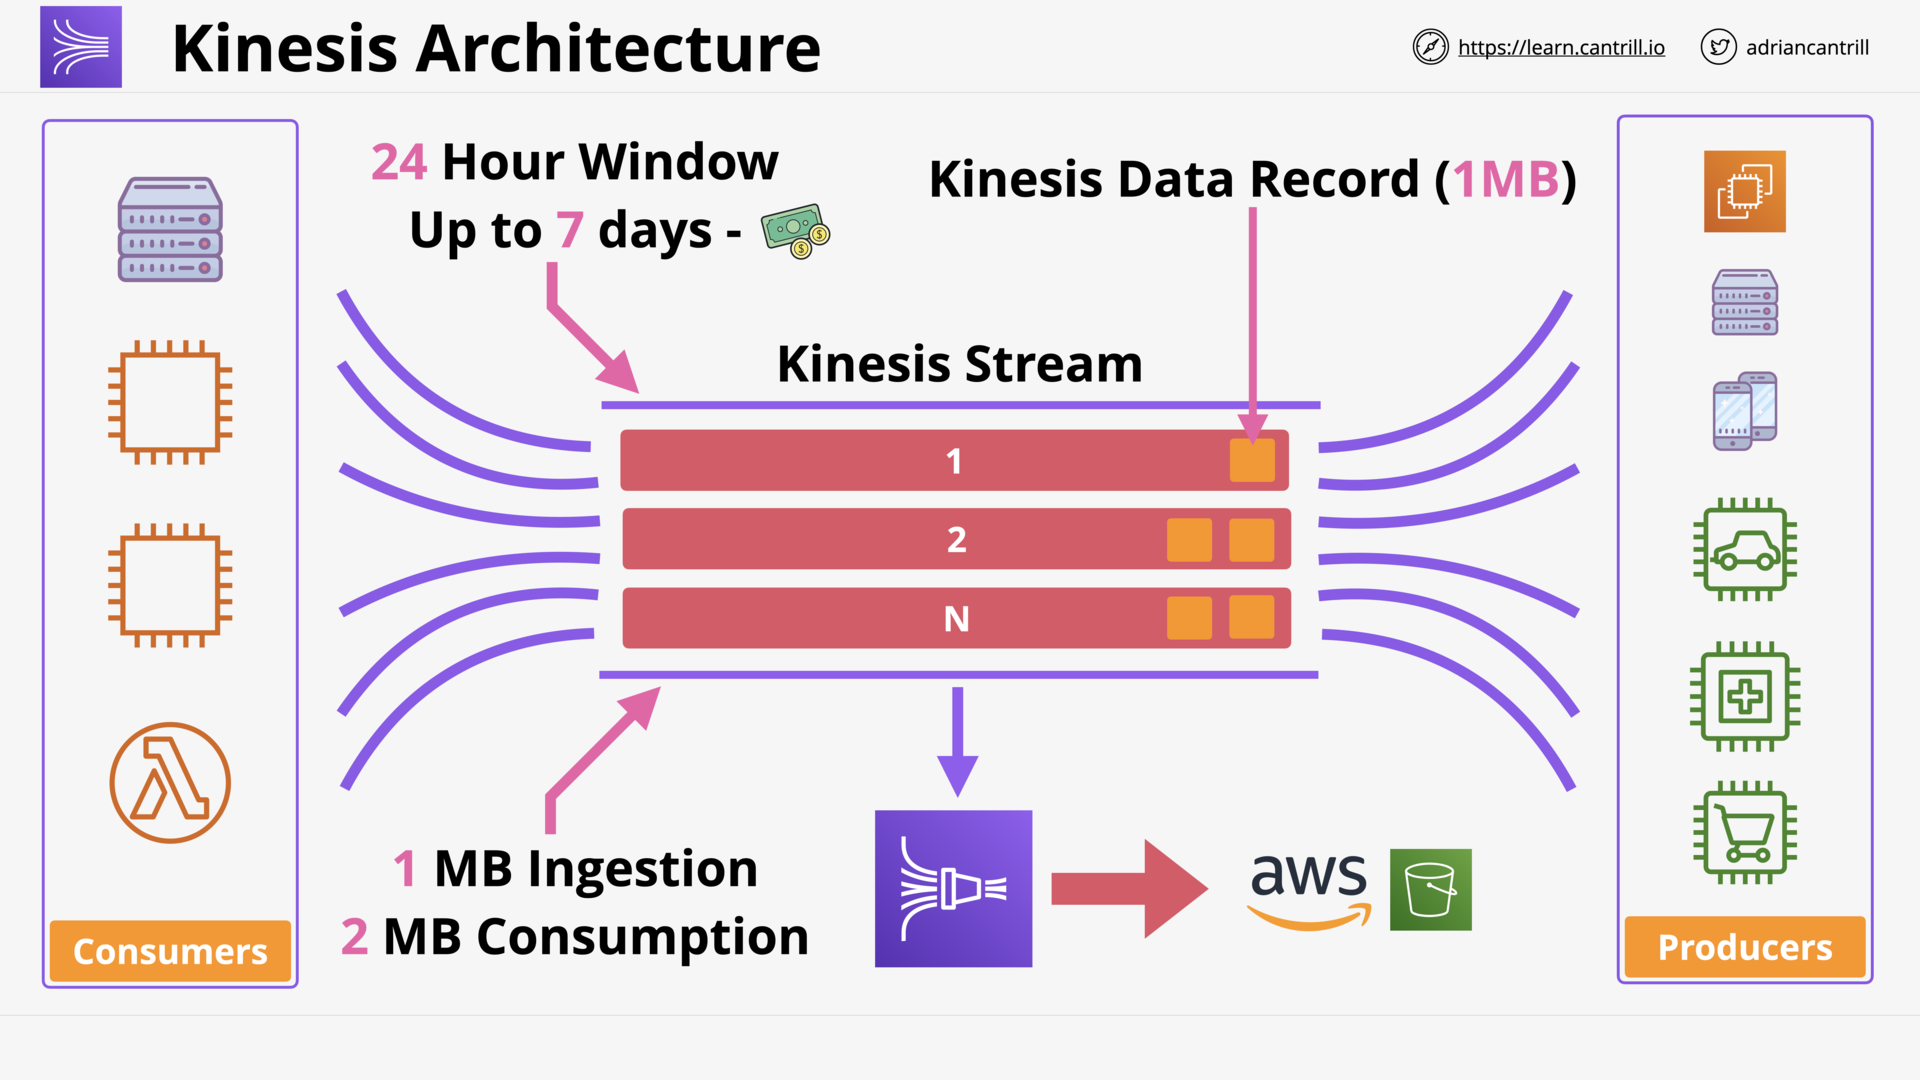 Kinesis Architecture
https://learn.cantrill.io
adriancantrill
24 Hour Window
Up to 7 days -
Kinesis Data Record (1MB)
Kinesis Stream
1
2
N
1 MB Ingestion
2 MB Consumption
aws
Consumers
Producers